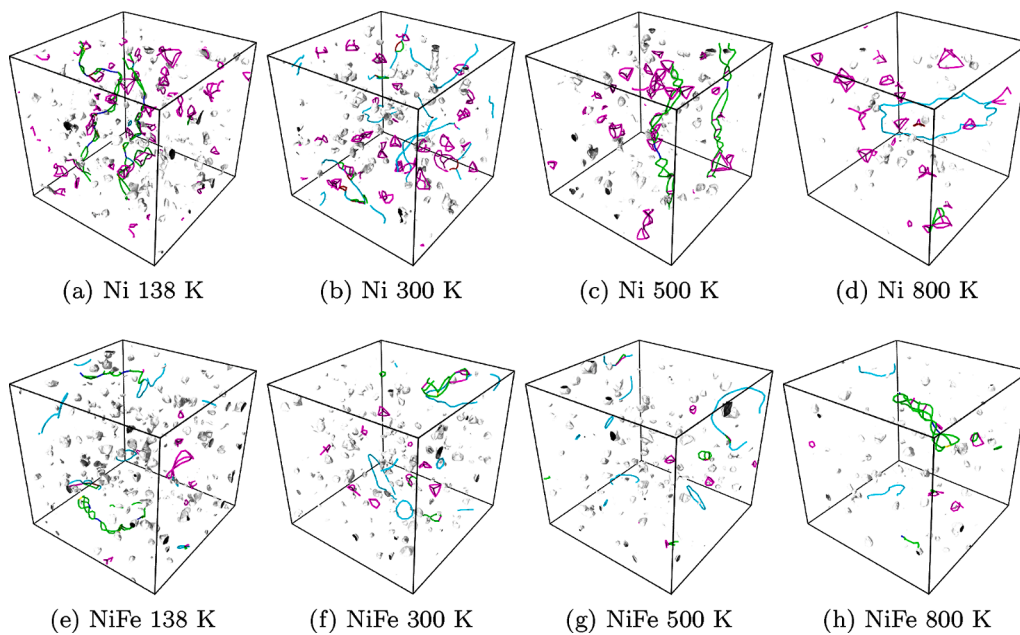 (a) Ni 138 K
(b) Ni 300 K
(c) Ni 500 K
(d) Ni 800 K
(e) NiFe 138 K
(f) NiFe 300 K
(g) NiFe 500 K
(h) NiFe 800 K